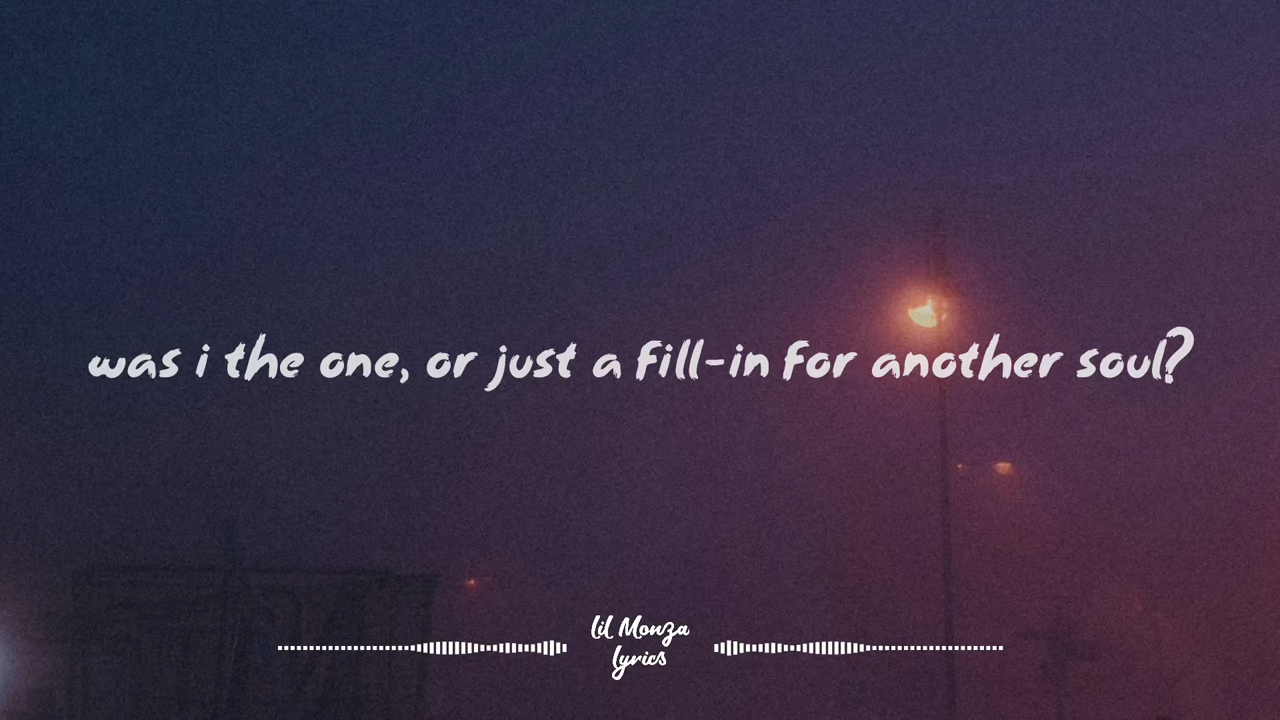 was i the one, or just a fill-in for another soul?
Lil Monza
lyrics